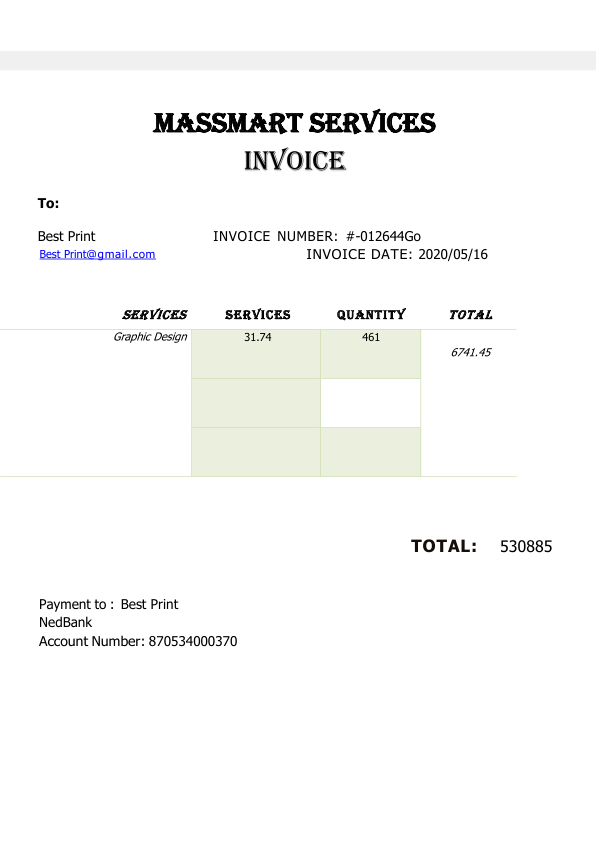 MASSMART SERVICES
INVOICE
To:
Best Print INVOICE NUMBER: #-012644Go
Best Print@gmail.com INVOICE DATE: 2020/05/16
SERVICES SERVICES QUANTITY TOTAL
Graphic Design 31.74 461
6741.45
TOTAL: 530885
Payment to : Best Print
NedBank
Account Number: 870534000370